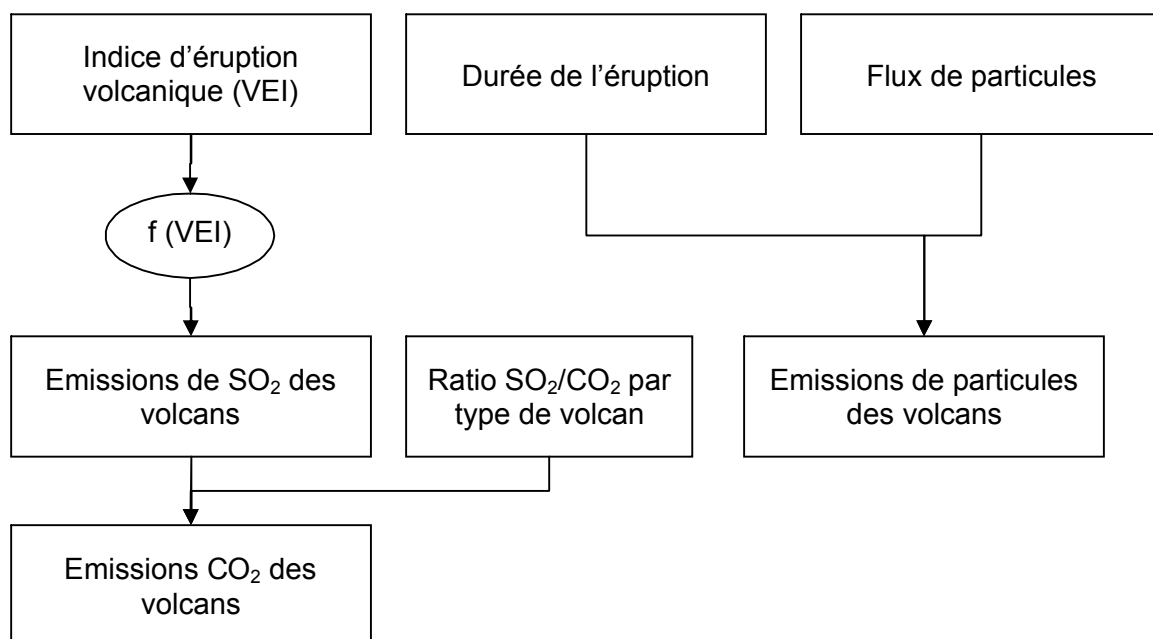 Indice d’éruption
volcanique (VEI)
Durée de l’éruption
Flux de particules
f (VEI)
Emissions de SO₂ des
volcans
Ratio SO₂/CO₂ par
type de volcan
Emissions de particules
des volcans
Emissions CO₂ des
volcans